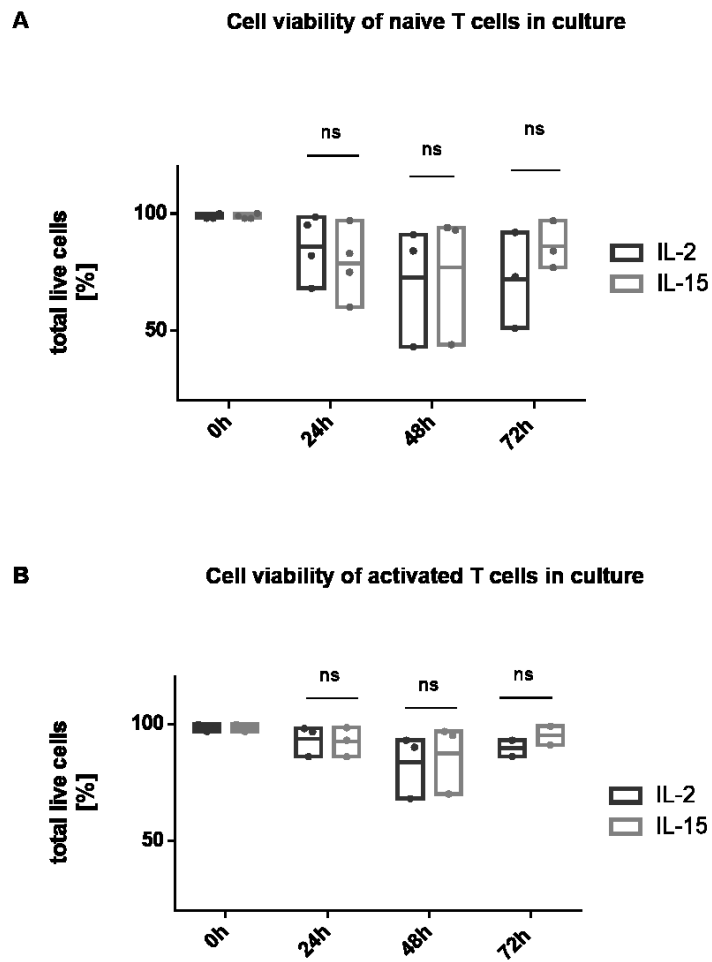 A
Cell viability of naive T cells in culture
ns
ns
ns
total live cells
[%]
100
50
IL-2
IL-15
0h
24h
48h
72h
B
Cell viability of activated T cells in culture
ns
ns
ns
total live cells
[%]
100
50
IL-2
IL-15
0h
24h
48h
72h